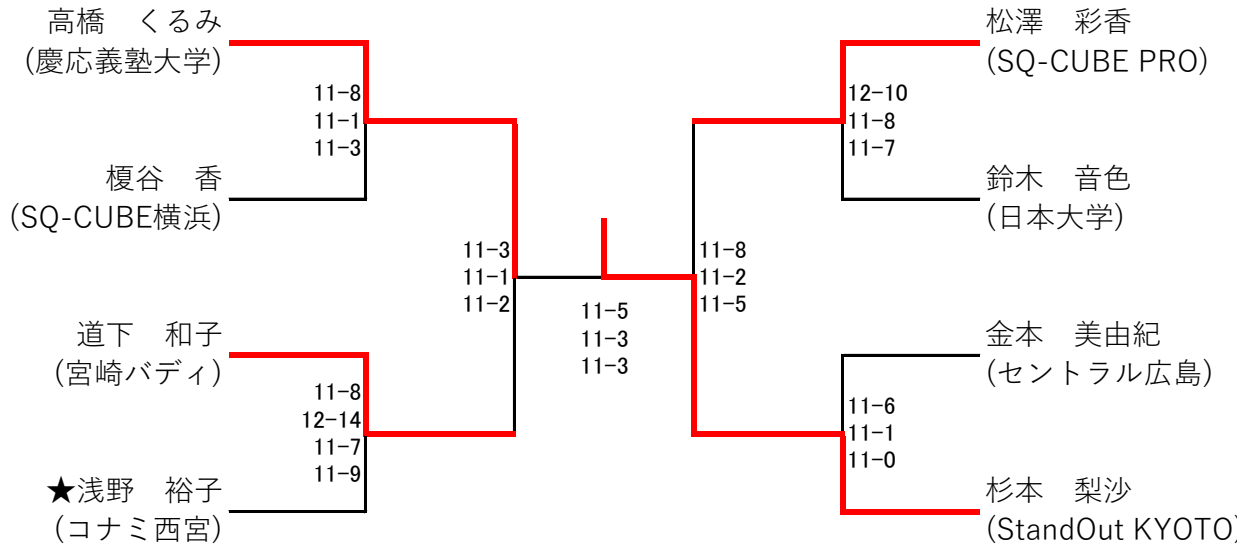 高橋　くるみ
(慶応義塾大学)
11-8
11-1
11-3
榎谷　香
(SQ-CUBE横浜)
11-3
11-1
11-2
道下　和子
(宮崎バディ)
11-8
12-14
11-7
11-9
★浅野　裕子
(コナミ西宮)
11-5
11-3
11-3
松澤　彩香
(SQ-CUBE PRO)
12-10
11-8
11-7
鈴木　音色
(日本大学)
11-8
11-2
11-5
金本　美由紀
(セントラル広島)
11-6
11-1
11-0
杉本　梨沙
(StandOut KYOTO)